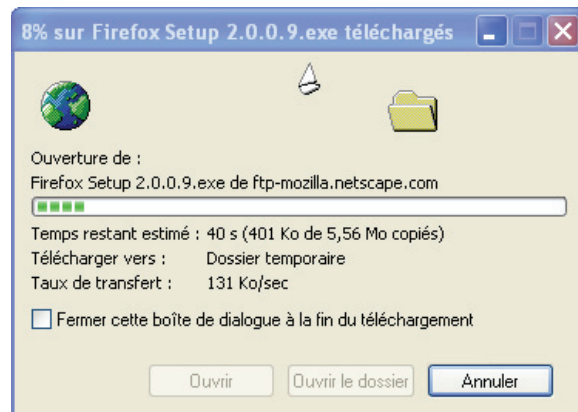 8% sur Firefox Setup 2.0.0.9.exe téléchargés
Ouverture de :
Firefox Setup 2.0.0.9.exe de ftp-mozilla.netscape.com
Temps restant estimé : 40 s (401 Ko de 5,56 Mo copiés)
Télécharger vers : Dossier temporaire
Taux de transfert : 131 Ko/sec
Fermer cette boîte de dialogue à la fin du téléchargement
Ouvrir Ouvrir le dossier Annuler